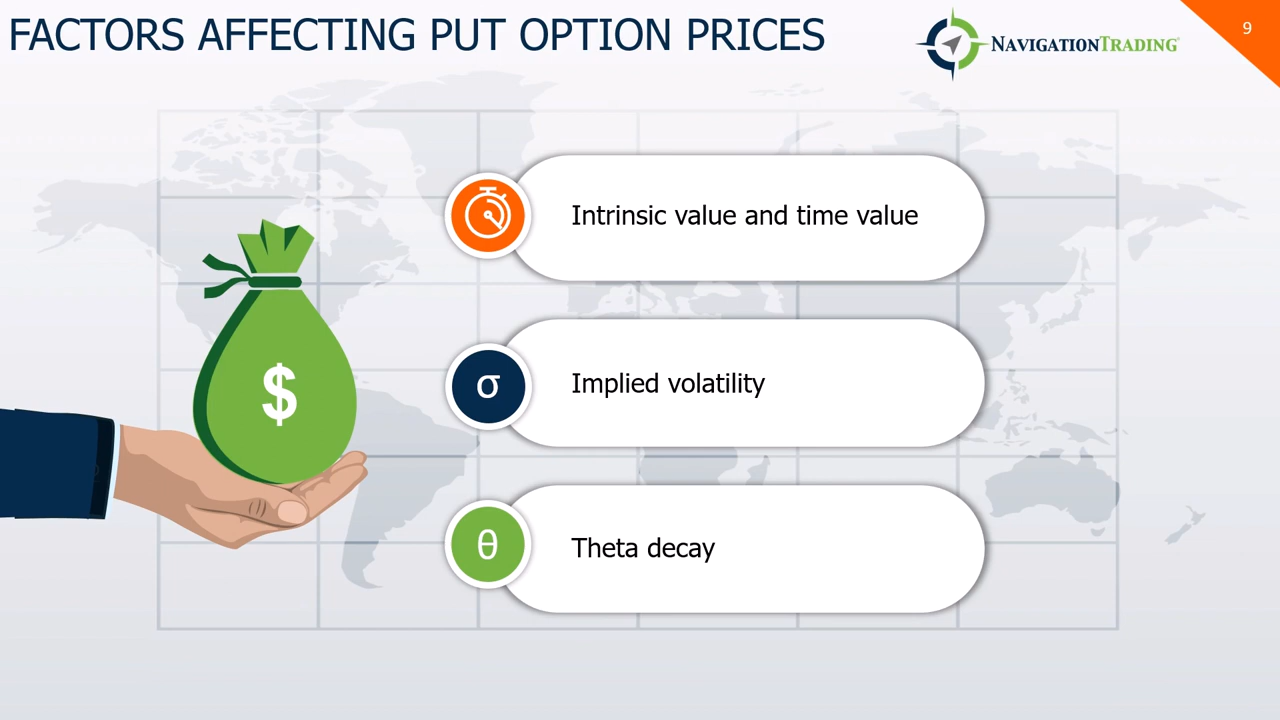 FACTORS AFFECTING PUT OPTION PRICES
NAVIGATIONTRADING®
9
Intrinsic value and time value
$
σ
Implied volatility
θ
Theta decay